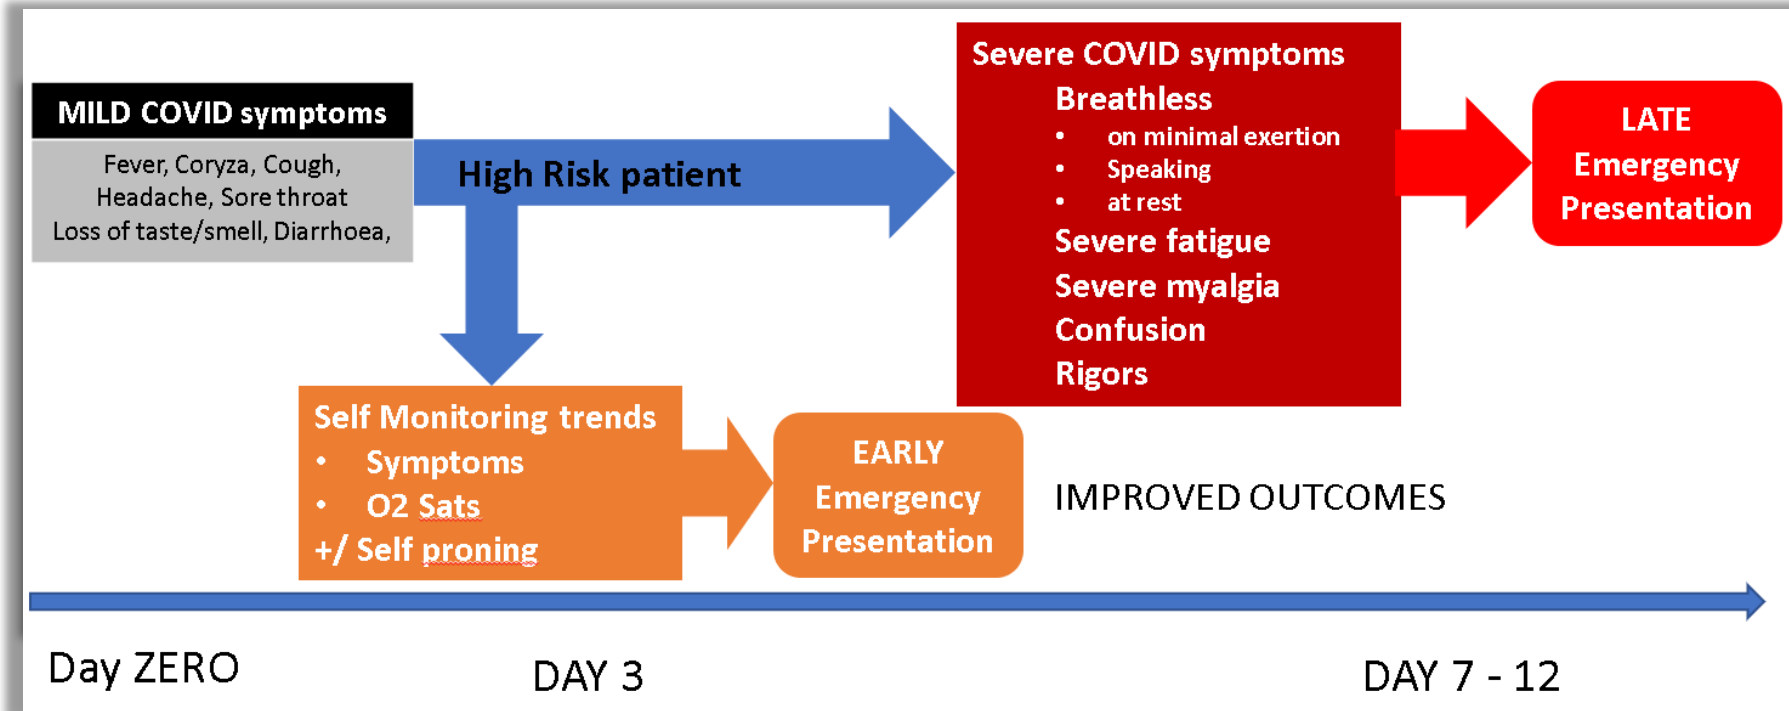 MILD COVID symptoms
Fever, Coryza, Cough,
Headache, Sore throat
Loss of taste/smell, Diarrhoea,
High Risk patient
Severe COVID symptoms
Breathless
• on minimal exertion
• Speaking
• at rest
Severe fatigue
Severe myalgia
Confusion
Rigors
LATE
Emergency
Presentation
Self Monitoring trends
• Symptoms
• O2 Sats
+/ Self proning
EARLY
Emergency
Presentation
IMPROVED OUTCOMES
Day ZERO
DAY 3
DAY 7 - 12